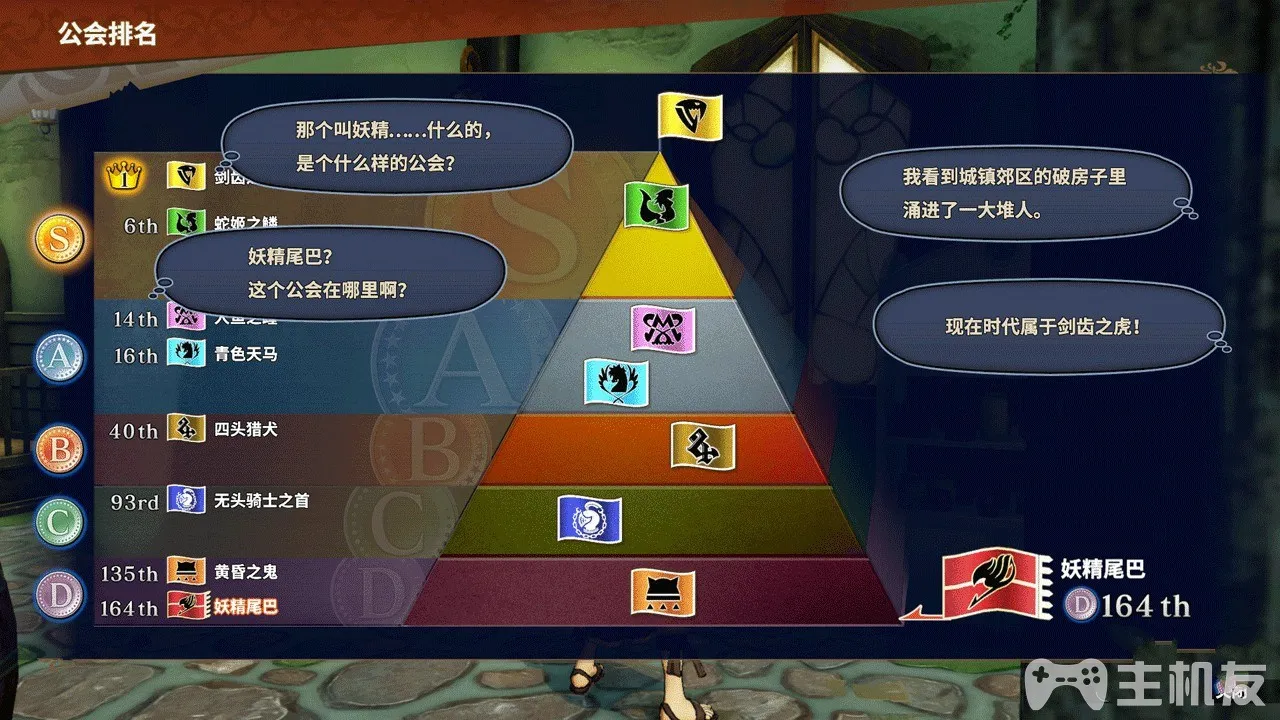 公会排名
那个叫妖精……什么的，
是个什么样的公会？
我看到城镇郊区的破房子里
涌进了一大堆人。
1
剑齿
S
6th 蛇姬之鳞
妖精尾巴？
这个公会在哪里啊？
现在时代属于剑齿之虎！
S
14th
A
16th 青色天马
A
40th 四头猎犬
B
B
93rd 无头骑士之首
C
C
135th 黄昏之鬼
D
164th 妖精尾巴
D
妖精尾巴
D 164th
主机友